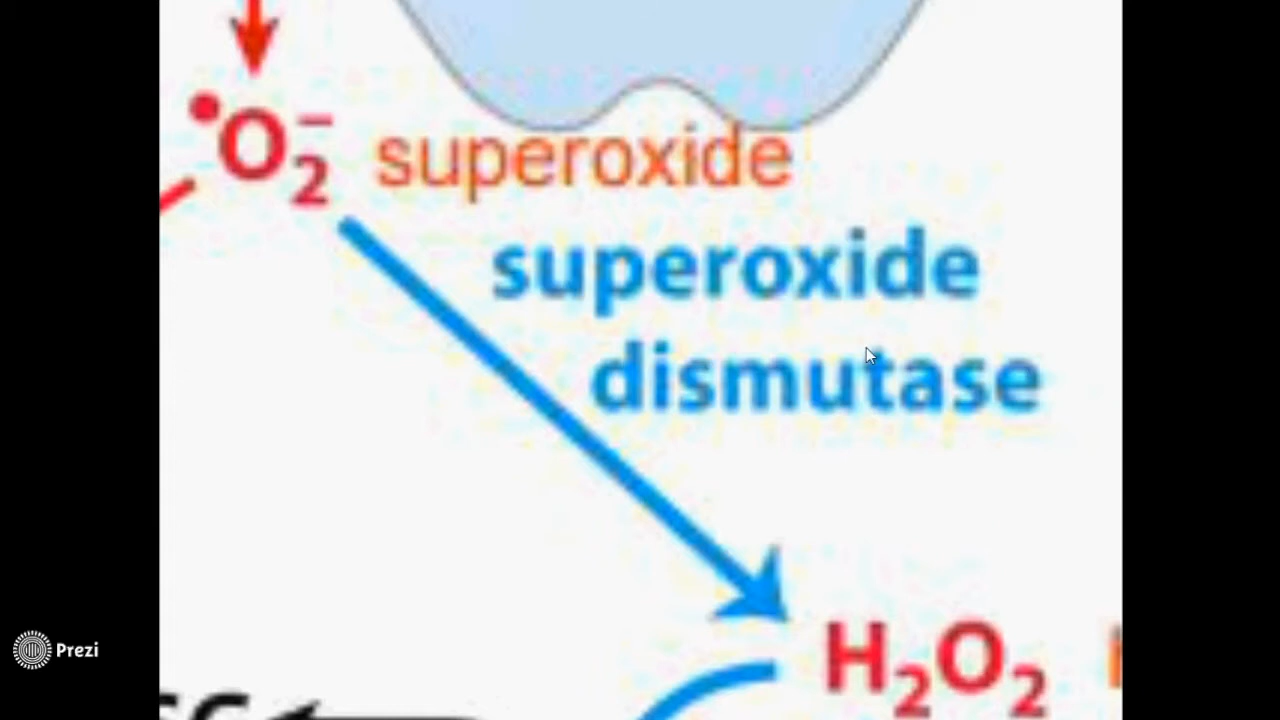 •O₂⁻ superoxide
superoxide
dismutase
H₂O₂
Prezi